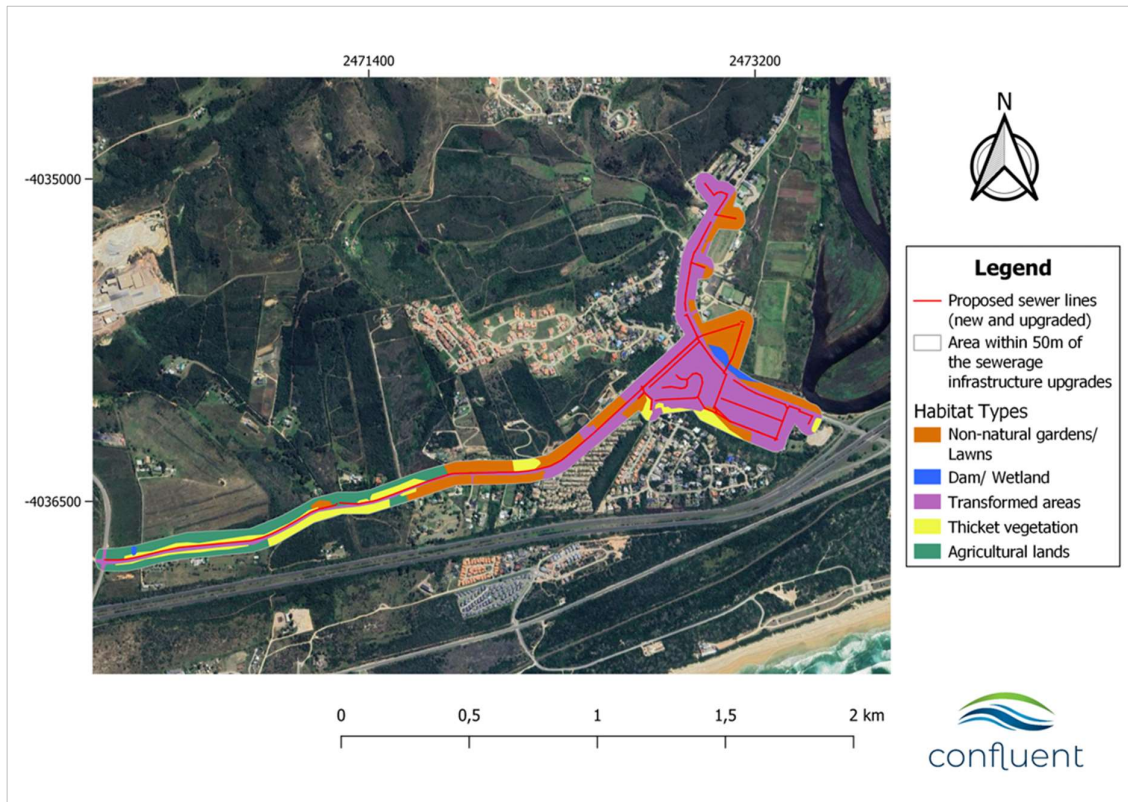 2471400
2473200
-4035000
-4036500
N
Legend
Proposed sewer lines
(new and upgraded)
Area within 50m of
the sewerage
infrastructure upgrades
Habitat Types
Non-natural gardens/
Lawns
Dam/ Wetland
Transformed areas
Thicket vegetation
Agricultural lands
0
0,5
1
1,5
2 km
confluent